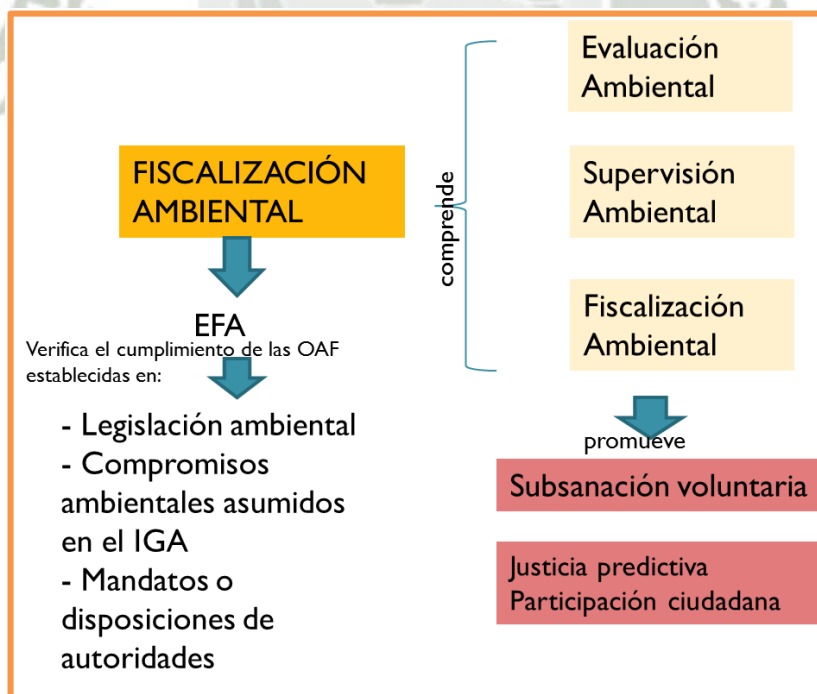 FISCALIZACIÓN
AMBIENTAL
EFA
Verifica el cumplimiento de las OAF
establecidas en:
- Legislación ambiental
- Compromisos
ambientales asumidos
en el IGA
- Mandatos o
disposiciones de
autoridades
comprende
Evaluación
Ambiental
Supervisión
Ambiental
Fiscalización
Ambiental
promueve
Subsanación voluntaria
Justicia predictiva
Participación ciudadana